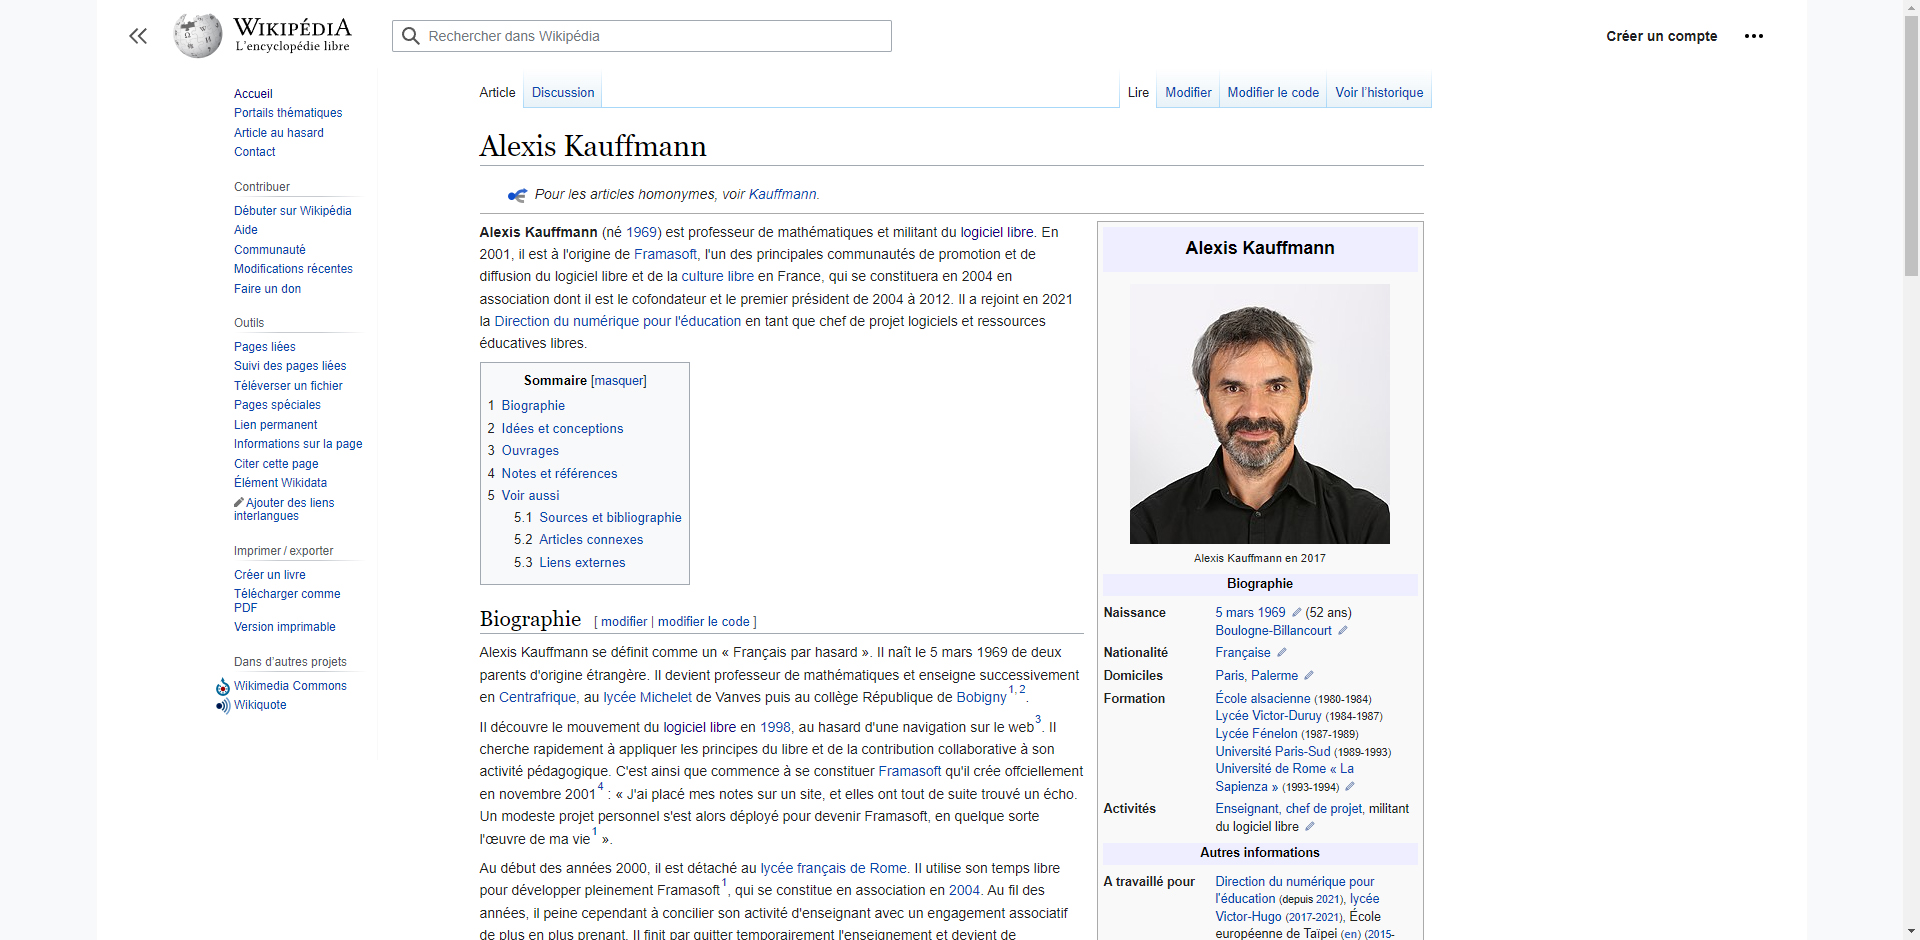 WIKIPÉDIA
L'encyclopédie libre
Rechercher dans Wikipédia
Créer un compte
Accueil
Portails thématiques
Article au hasard
Contact
Contribuer
Débuter sur Wikipédia
Aide
Communauté
Modifications récentes
Faire un don
Outils
Pages liées
Suivi des pages liées
Téléverser un fichier
Pages spéciales
Lien permanent
Informations sur la page
Citer cette page
Élément Wikidata
Ajouter des liens
interlangues
Imprimer / exporter
Créer un livre
Télécharger comme
PDF
Version imprimable
Dans d'autres projets
Wikimedia Commons
Wikiquote
Article Discussion Lire Modifier Modifier le code Voir l'historique
Alexis Kauffmann
Pour les articles homonymes, voir Kauffmann.
Alexis Kauffmann (né 1969) est professeur de mathématiques et militant du logiciel libre. En
2001, il est à l'origine de Framasoft, l'un des principales communautés de promotion et de
diffusion du logiciel libre et de la culture libre en France, qui se constituera en 2004 en
association dont il est le cofondateur et le premier président de 2004 à 2012. Il a rejoint en 2021
la Direction du numérique pour l'éducation en tant que chef de projet logiciels et ressources
éducatives libres.
Sommaire [masquer]
1 Biographie
2 Idées et conceptions
3 Ouvrages
4 Notes et références
5 Voir aussi
5.1 Sources et bibliographie
5.2 Articles connexes
5.3 Liens externes
Biographie [ modifier | modifier le code ]
Alexis Kauffmann se définit comme un « Français par hasard ». Il naît le 5 mars 1969 de deux
parents d'origine étrangère. Il devient professeur de mathématiques et enseigne successivement
en Centrafrique, au lycée Michelet de Vanves puis au collège République de Bobigny1, 2.
Il découvre le mouvement du logiciel libre en 1998, au hasard d'une navigation sur le web3. Il
cherche rapidement à appliquer les principes du libre et de la contribution collaborative à son
activité pédagogique. C'est ainsi que commence à se constituer Framasoft qu'il crée offciellement
en novembre 20014 : « J'ai placé mes notes sur un site, et elles ont tout de suite trouvé un écho.
Un modeste projet personnel s'est alors déployé pour devenir Framasoft, en quelque sorte
l'œuvre de ma vie1 ».
Au début des années 2000, il est détaché au lycée français de Rome. Il utilise son temps libre
pour développer pleinement Framasoft1, qui se constitue en association en 2004. Au fil des
années, il peine cependant à concilier son activité d'enseignant avec un engagement associatif
de plus en plus prenant. Il finit par quitter temporairement l'enseignement et devient de
Alexis Kauffmann
Alexis Kauffmann en 2017
Biographie
Naissance 5 mars 1969 (52 ans)
Boulogne-Billancourt
Nationalité Française
Domiciles Paris, Palerme
Formation École alsacienne (1980-1984)
Lycée Victor-Duruy (1984-1987)
Lycée Fénelon (1987-1989)
Université Paris-Sud (1989-1993)
Université de Rome « La
Sapienza » (1993-1994)
Activités Enseignant, chef de projet, militant
du logiciel libre
Autres informations
A travaillé pour Direction du numérique pour
l'éducation (depuis 2021), lycée
Victor-Hugo (2017-2021), École
européenne de Taïpei (en) (2015-